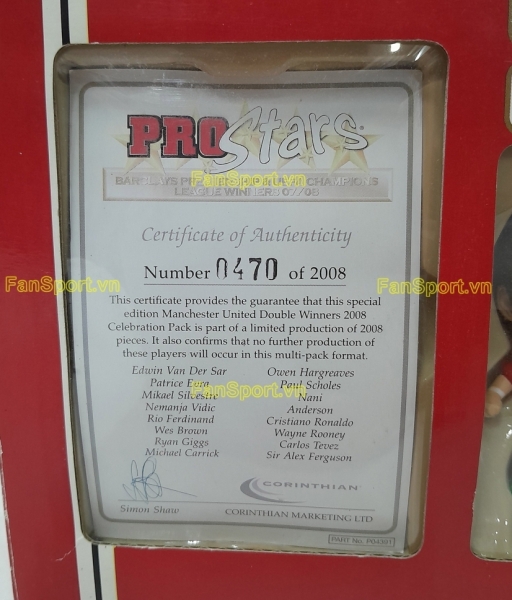 PROStars
BARCLAYS PREMIERSHIP & UEFA CHAMPIONS
LEAGUE WINNERS 07/08
FanSport.vn
Certificate of Authenticity
Number 0470 of 2008
FanSport.vn
FanSport.vn
This certificate provides the guarantee that this special
edition Manchester United Double Winners 2008
Celebration Pack is part of a limited production of 2008
pieces. It also confirms that no further production of
these players will occur in this multi-pack format.
Edwin Van Der Sar
Patrice Evra
Mikael Silvestre
Nemanja Vidic
Rio Ferdinand
Wes Brown
Ryan Giggs
Michael Carrick
Owen Hargreaves
Paul Scholes
Nani
Anderson
Cristiano Ronaldo
Wayne Rooney
Carlos Tevez
Sir Alex Ferguson
FanSport.vn
CORINTHIAN
Simon Shaw
CORINTHIAN MARKETING LTD
PART No.